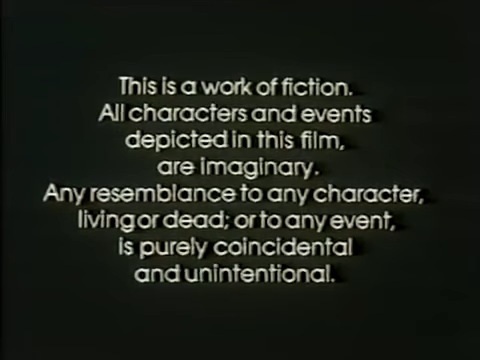 This is a work of fiction.
All characters and events
depicted in this film,
are imaginary.
Any resemblance to any character,
living or dead; or to any event,
is purely coincidental
and unintentional.